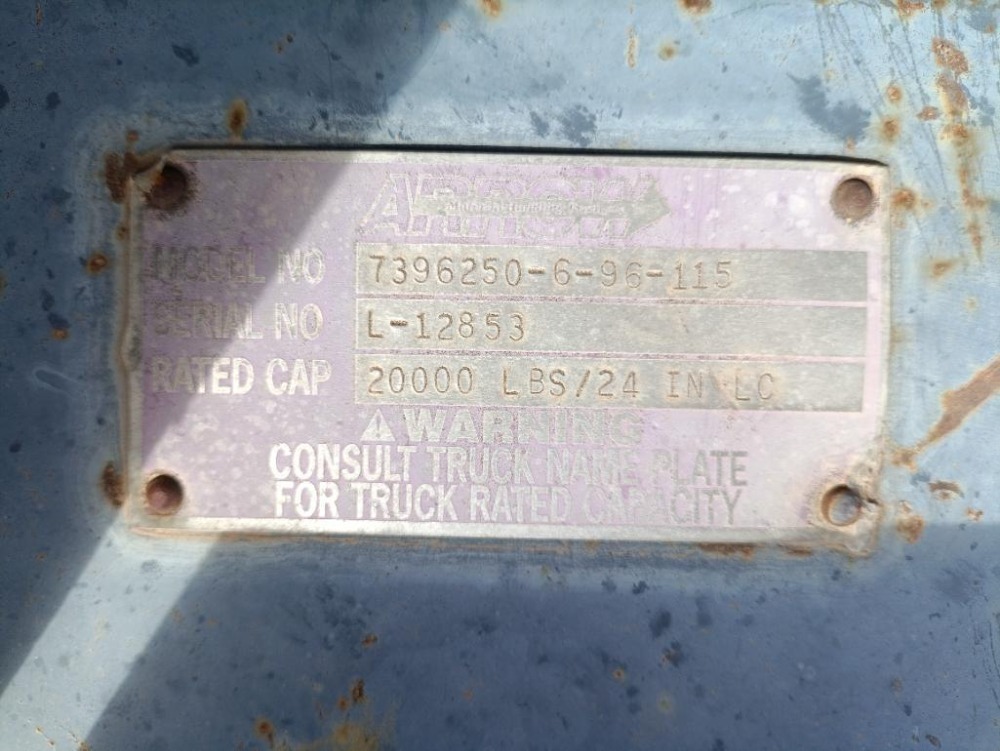 MODEL NO 7396250-6-96-115
SERIAL NO L-12853
RATED CAP 20000 LBS/24 IN LC
WARNING
CONSULT TRUCK NAME PLATE
FOR TRUCK RATED CAPACITY